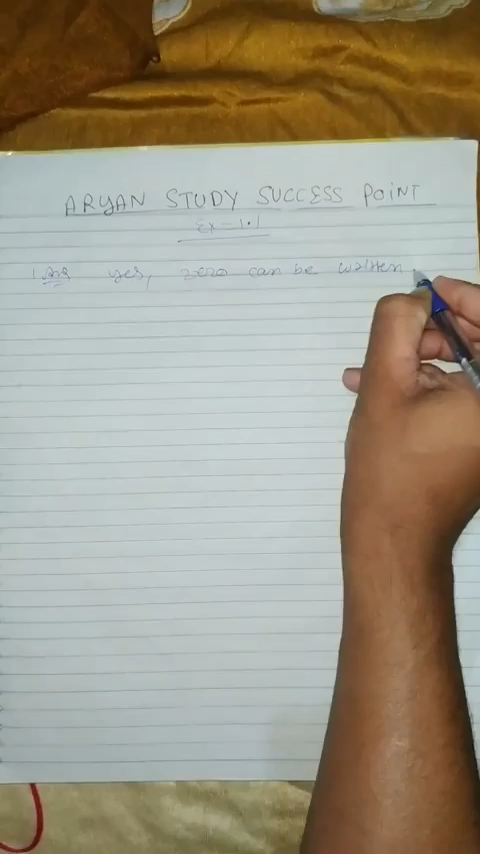 ARYAN STUDY SUCCESS POINT
Ex-1.1
1. Ans yes, zero can be written